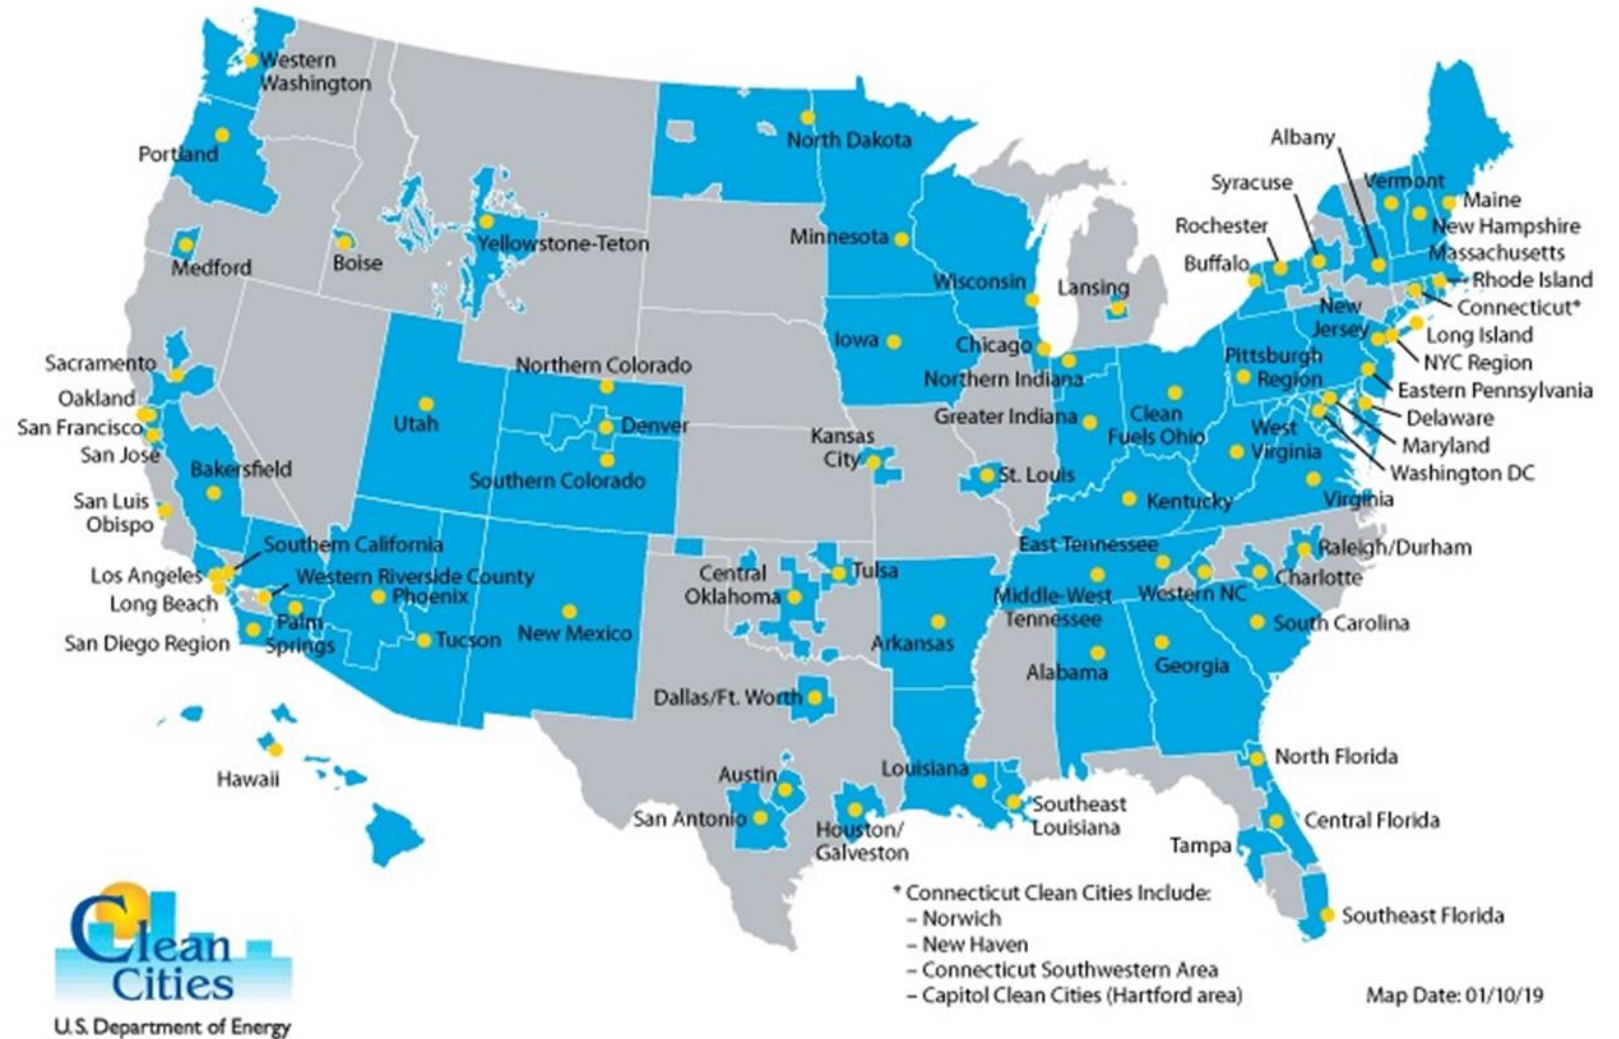 Western
Washington
Portland
Medford
Boise
Yellowstone-Teton
North Dakota
Minnesota
Wisconsin
Lansing
Iowa
Chicago
Northern Indiana
Greater Indiana
Clean
Fuels Ohio
Albany
Syracuse
Rochester
Buffalo
Vermont
Maine
New Hampshire
Massachusetts
Rhode Island
Connecticut*
New
Jersey
Long Island
NYC Region
Pittsburgh
Region
Eastern Pennsylvania
Delaware
Maryland
Washington DC
West
Virginia
Virginia
Kentucky
Sacramento
Oakland
San Francisco
San Jose
Bakersfield
San Luis
Obispo
Southern California
Los Angeles
Long Beach
Western Riverside County
San Diego Region
Palm
Springs
Phoenix
Tucson
Utah
Northern Colorado
Denver
Southern Colorado
New Mexico
Kansas
City
St. Louis
Central
Oklahoma
Tulsa
Arkansas
East Tennessee
Middle-West
Tennessee
Western NC
Raleigh/Durham
Charlotte
South Carolina
Alabama
Georgia
Dallas/Ft. Worth
Austin
San Antonio
Houston/
Galveston
Louisiana
Southeast
Louisiana
North Florida
Central Florida
Tampa
Southeast Florida
Hawaii
* Connecticut Clean Cities Include:
– Norwich
– New Haven
– Connecticut Southwestern Area
– Capitol Clean Cities (Hartford area)
Map Date: 01/10/19
Clean
Cities
U.S. Department of Energy